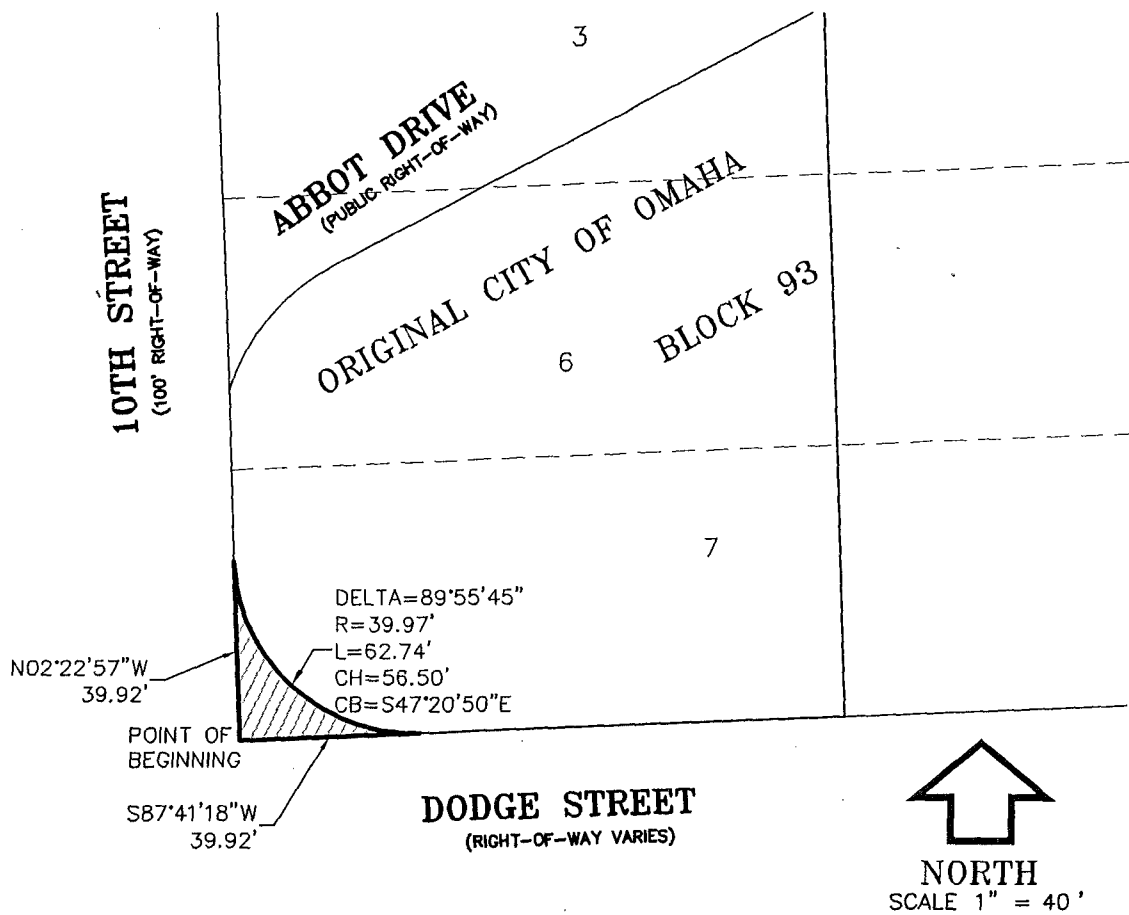 3
ABBOT DRIVE
(PUBLIC RIGHT-OF-WAY)
10TH STREET
(100' RIGHT-OF-WAY)
ORIGINAL CITY OF OMAHA
BLOCK 93
6
7
DELTA=89°55'45"
R=39.97'
L=62.74'
CH=56.50'
CB=S47°20'50"E
N02°22'57"W
39.92'
POINT OF
BEGINNING
S87°41'18"W
39.92'
DODGE STREET
(RIGHT-OF-WAY VARIES)
NORTH
SCALE 1" = 40'